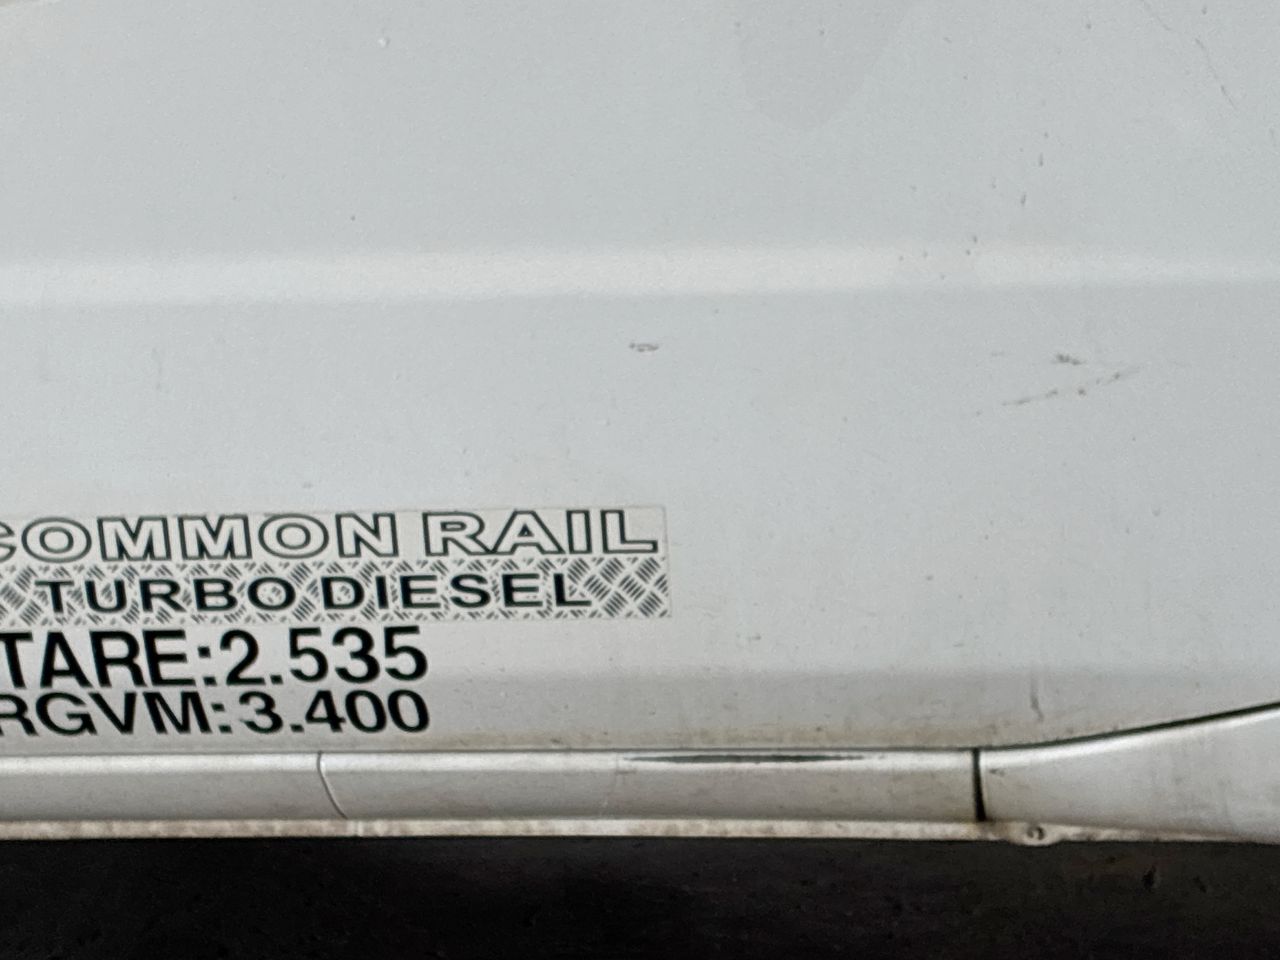 COMMON RAIL
TURBO DIESEL
TARE:2.535
RGVM:3.400